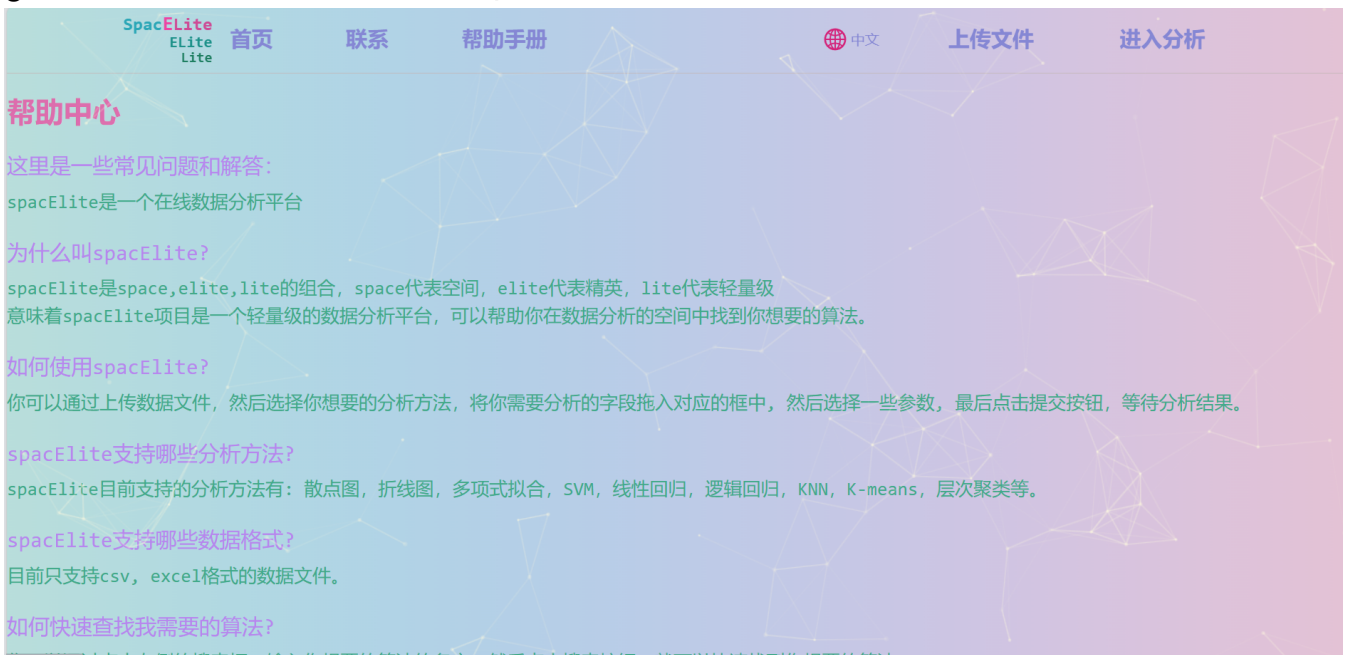 SpacELite
ELite
Lite
首页 联系 帮助手册 中文 上传文件 进入分析
帮助中心
这里是一些常见问题和解答:
spacElite是一个在线数据分析平台
为什么叫spacElite?
spacElite是space,elite,lite的组合，space代表空间，elite代表精英，lite代表轻量级
意味着spacElite项目是一个轻量级的数据分析平台，可以帮助你在数据分析的空间中找到你想要的算法。
如何使用spacElite?
你可以通过上传数据文件，然后选择你想要的分析方法，将你需要分析的字段拖入对应的框中，然后选择一些参数，最后点击提交按钮，等待分析结果。
spacElite支持哪些分析方法?
spacElite目前支持的分析方法有：散点图，折线图，多项式拟合，SVM，线性回归，逻辑回归，KNN，K-means，层次聚类等。
spacElite支持哪些数据格式?
目前只支持csv, excel格式的数据文件。
如何快速查找我需要的算法?